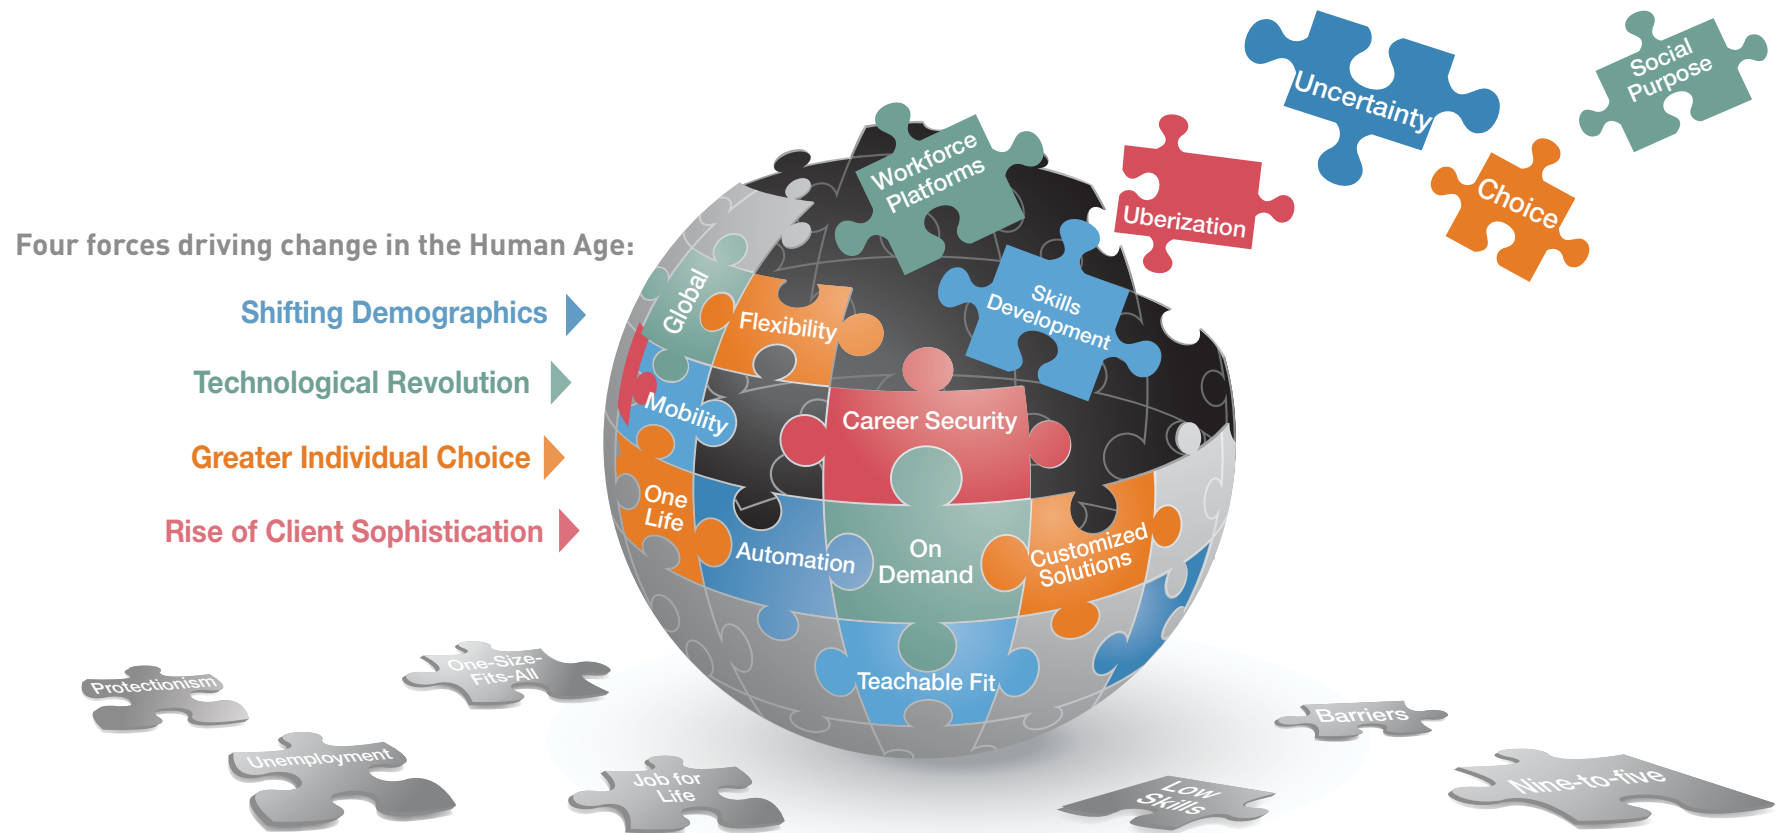 Four forces driving change in the Human Age:
Shifting Demographics
Technological Revolution
Greater Individual Choice
Rise of Client Sophistication
Social
Purpose
Uncertainty
Choice
Workforce
Platforms
Uberization
Skills
Development
Global
Flexibility
Mobility
Career Security
One
Life
Automation
On
Demand
Customized
Solutions
Teachable Fit
Protectionism
One-Size-
Fits-All
Unemployment
Job for
Life
Barriers
Low
Skills
Nine-to-five